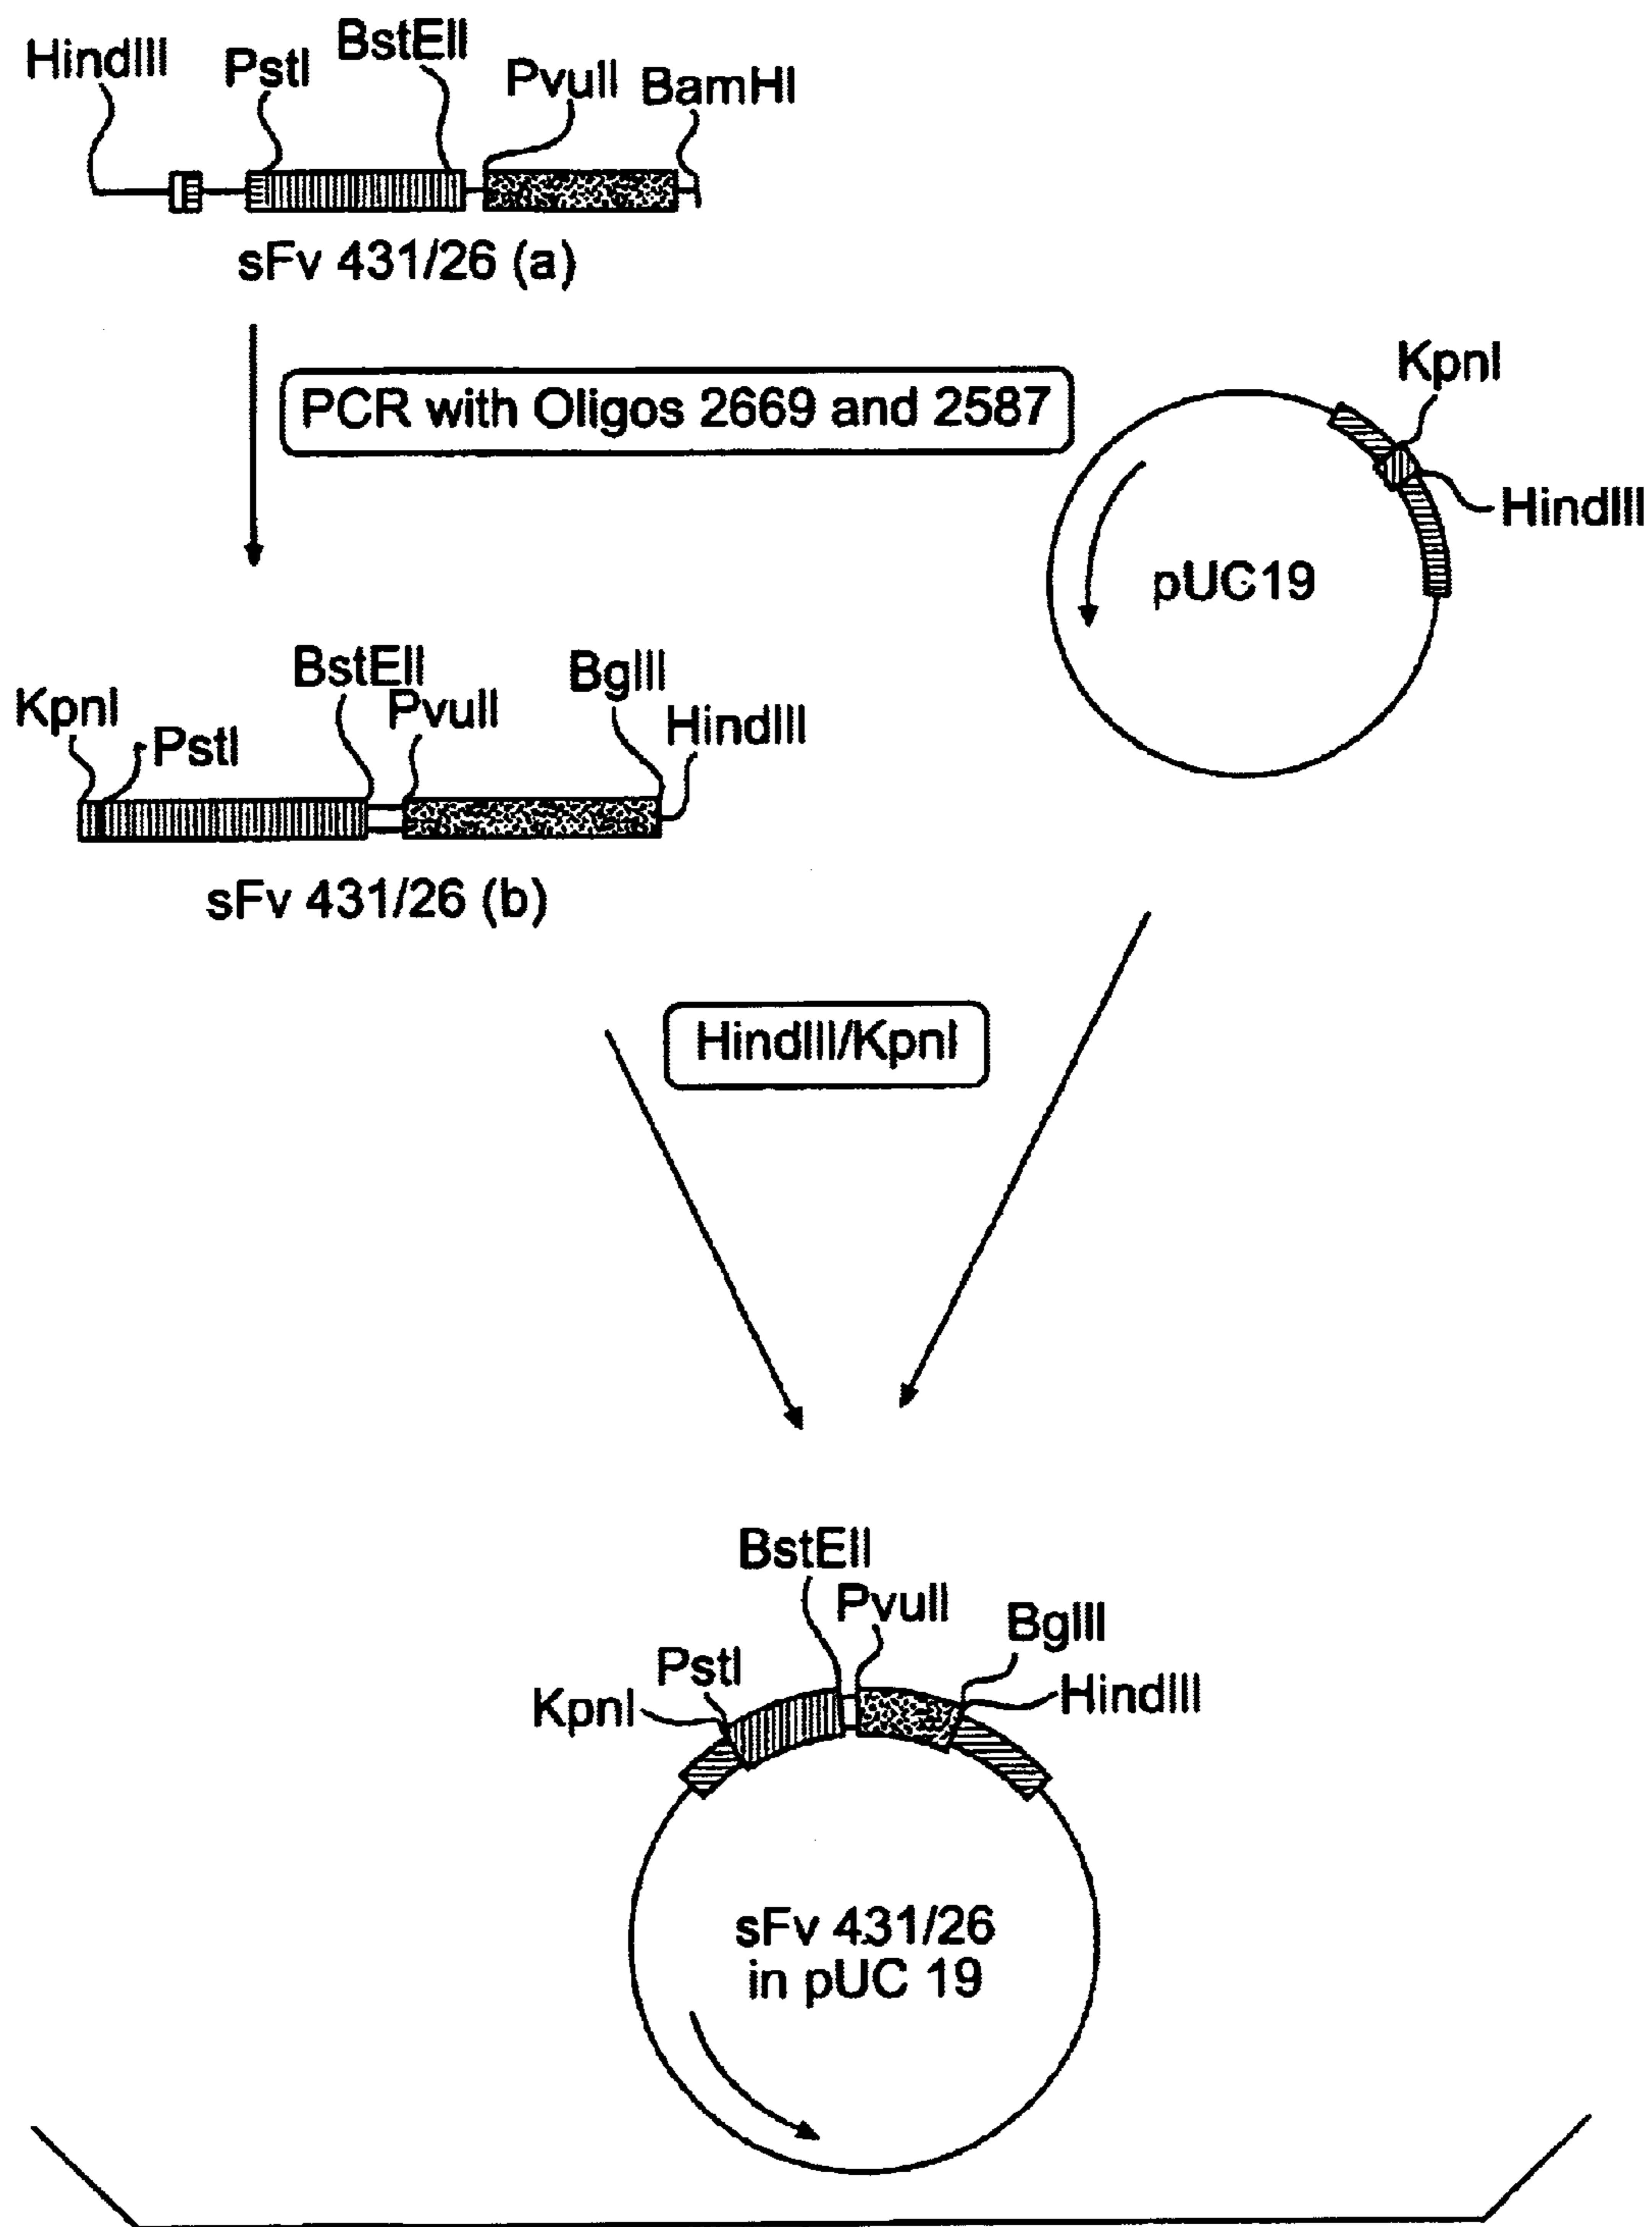 HindIII
PstI
BstEII
PvuII
BamHI
sFv 431/26 (a)
PCR with Oligos 2669 and 2587
KpnI
HindIII
pUC19
KpnI
PstI
BstEII
PvuII
BglII
HindIII
sFv 431/26 (b)
HindIII/KpnI
BstEII
PvuII
BglII
PstI
KpnI
HindIII
sFv 431/26
in pUC 19